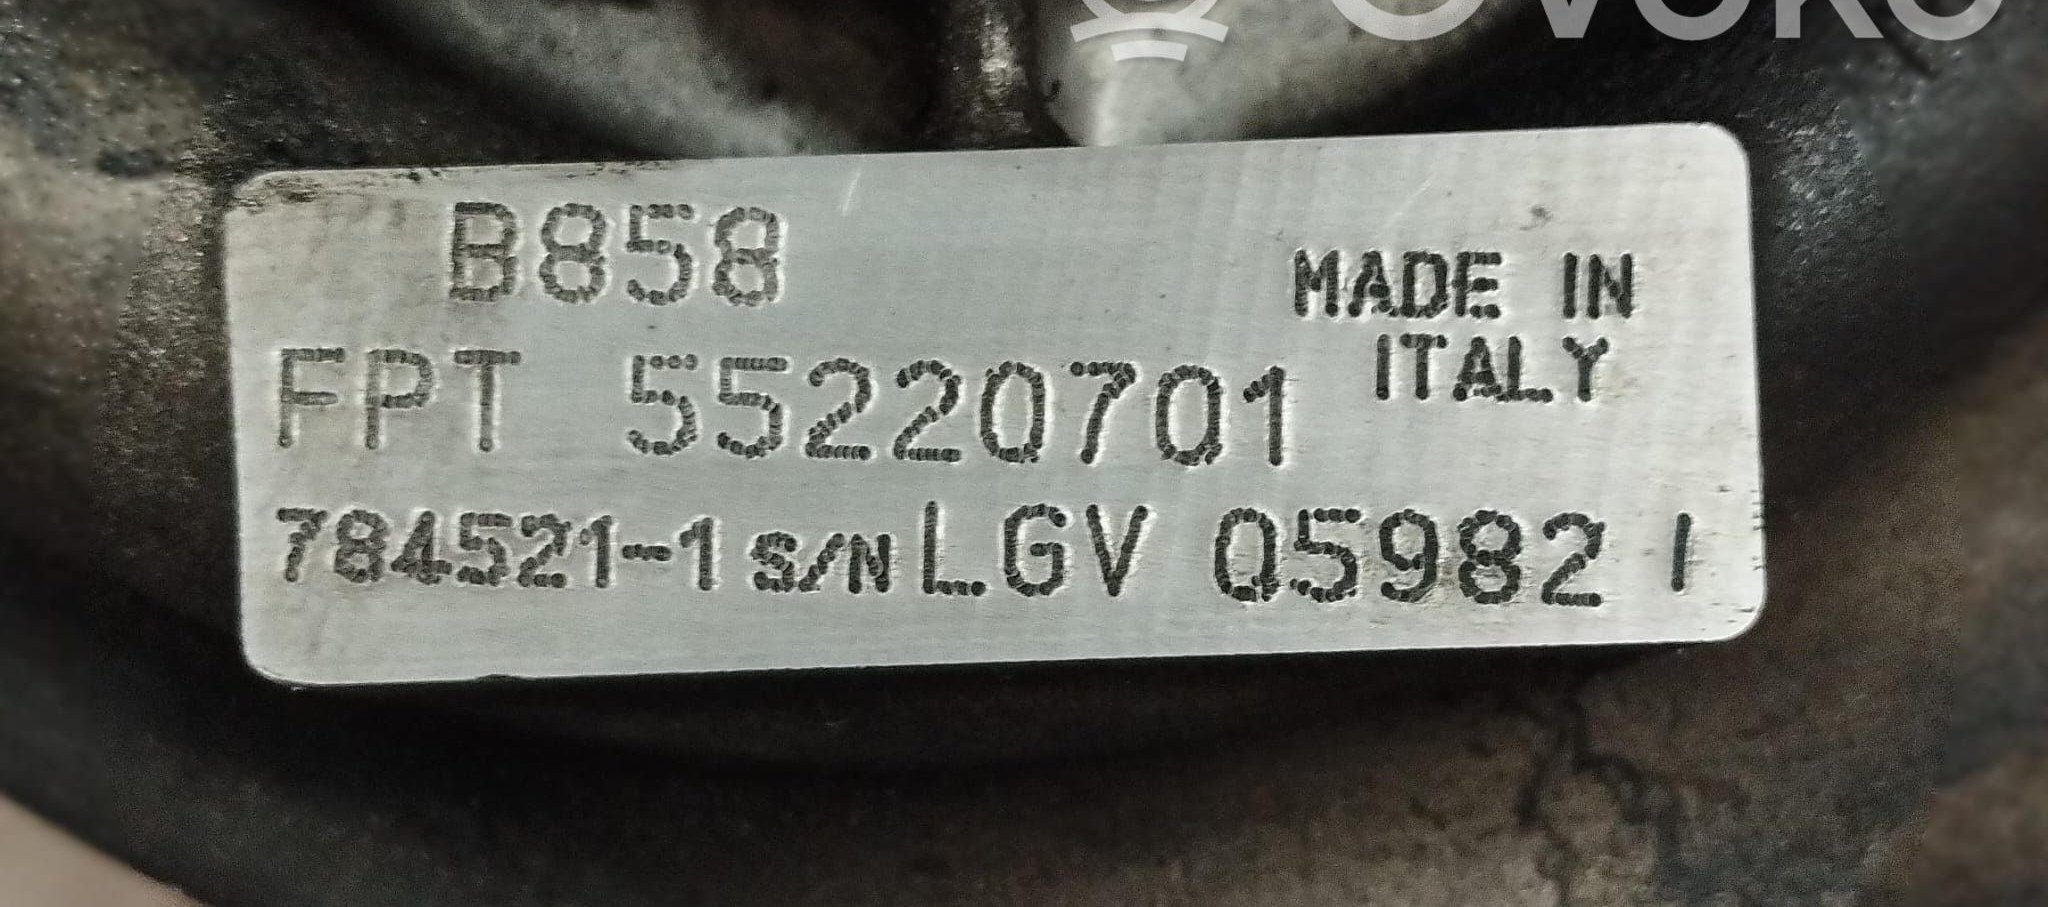 B858
MADE IN
ITALY
FPT 55220701
784521-1 S/N LGV 05982 I